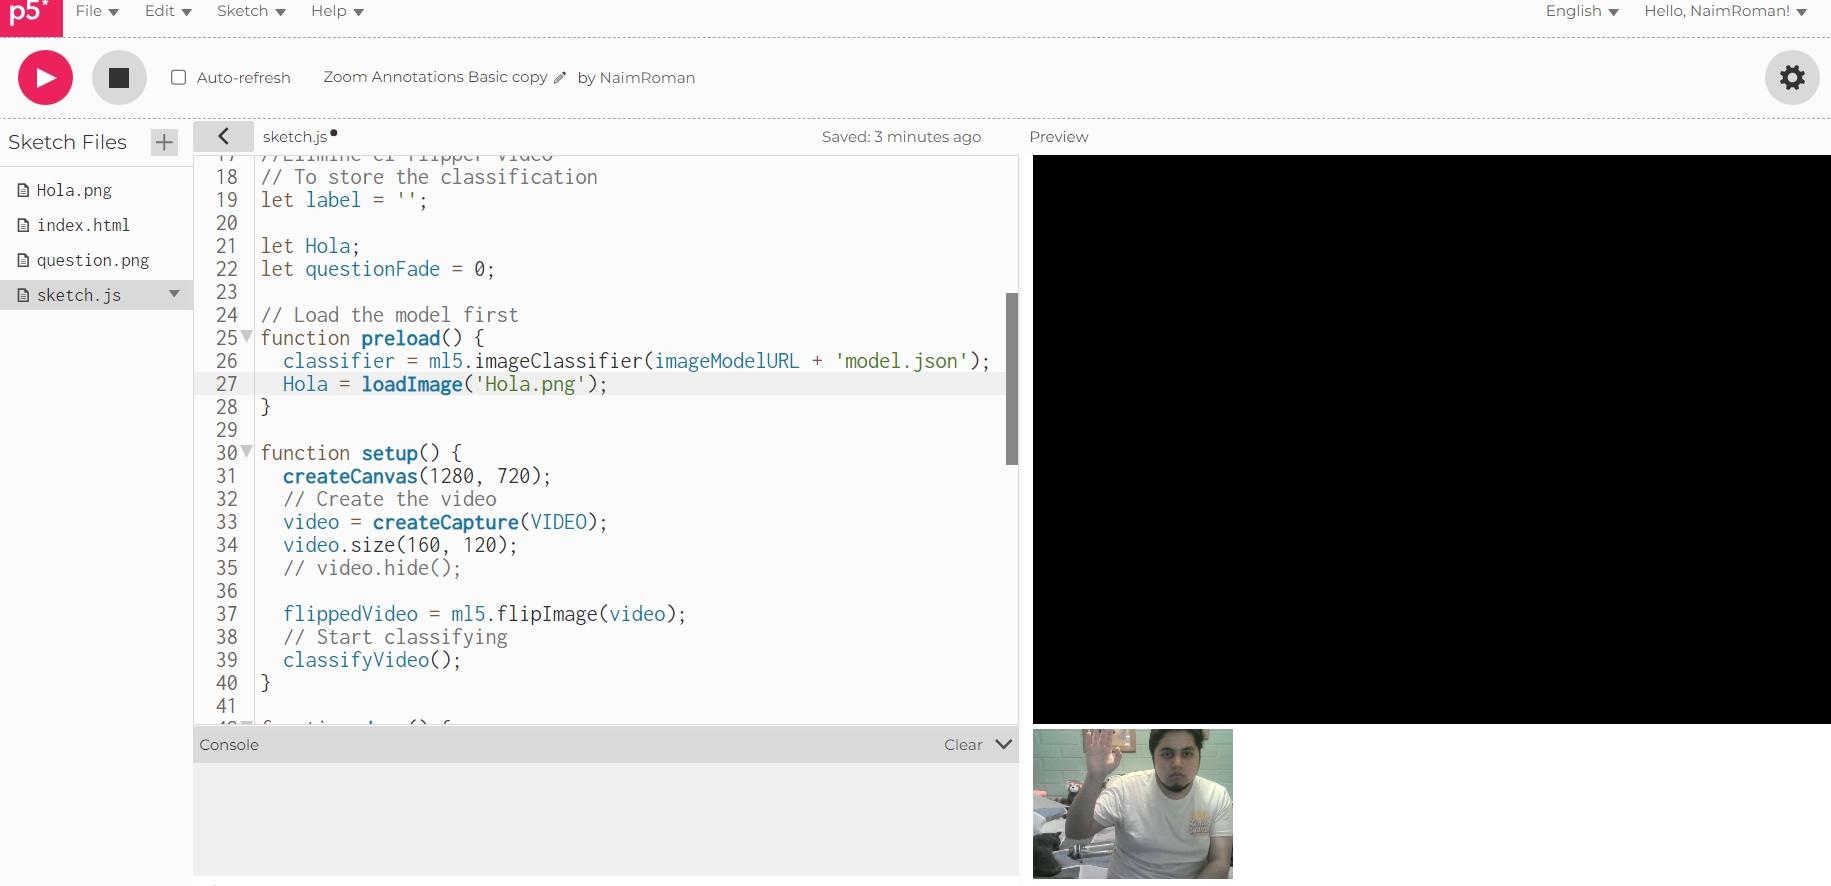 p5*
File Edit Sketch Help English Hello, NaimRoman!
Auto-refresh Zoom Annotations Basic copy by NaimRoman
Sketch Files
Hola.png
index.html
question.png
sketch.js
sketch.js Saved: 3 minutes ago Preview
17 //Elimine el flipper video
18 // To store the classification
19 let label = '';
20
21 let Hola;
22 let questionFade = 0;
23
24 // Load the model first
25 function preload() {
26 classifier = ml5.imageClassifier(imageModelURL + 'model.json');
27 Hola = loadImage('Hola.png');
28 }
29
30 function setup() {
31 createCanvas(1280, 720);
32 // Create the video
33 video = createCapture(VIDEO);
34 video.size(160, 120);
35 // video.hide();
36
37 flippedVideo = ml5.flipImage(video);
38 // Start classifying
39 classifyVideo();
40 }
41
Console Clear